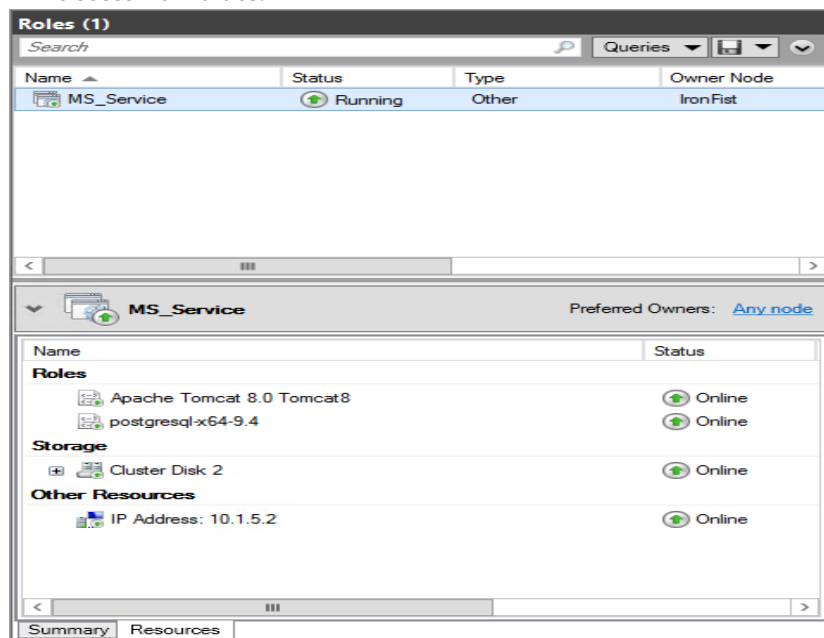 Roles (1)
Search Queries
Name Status Type Owner Node
MS_Service Running Other IronFist
MS_Service Preferred Owners: Any node
Name Status
Roles
Apache Tomcat 8.0 Tomcat8 Online
postgresql-x64-9.4 Online
Storage
Cluster Disk 2 Online
Other Resources
IP Address: 10.1.5.2 Online
Summary Resources